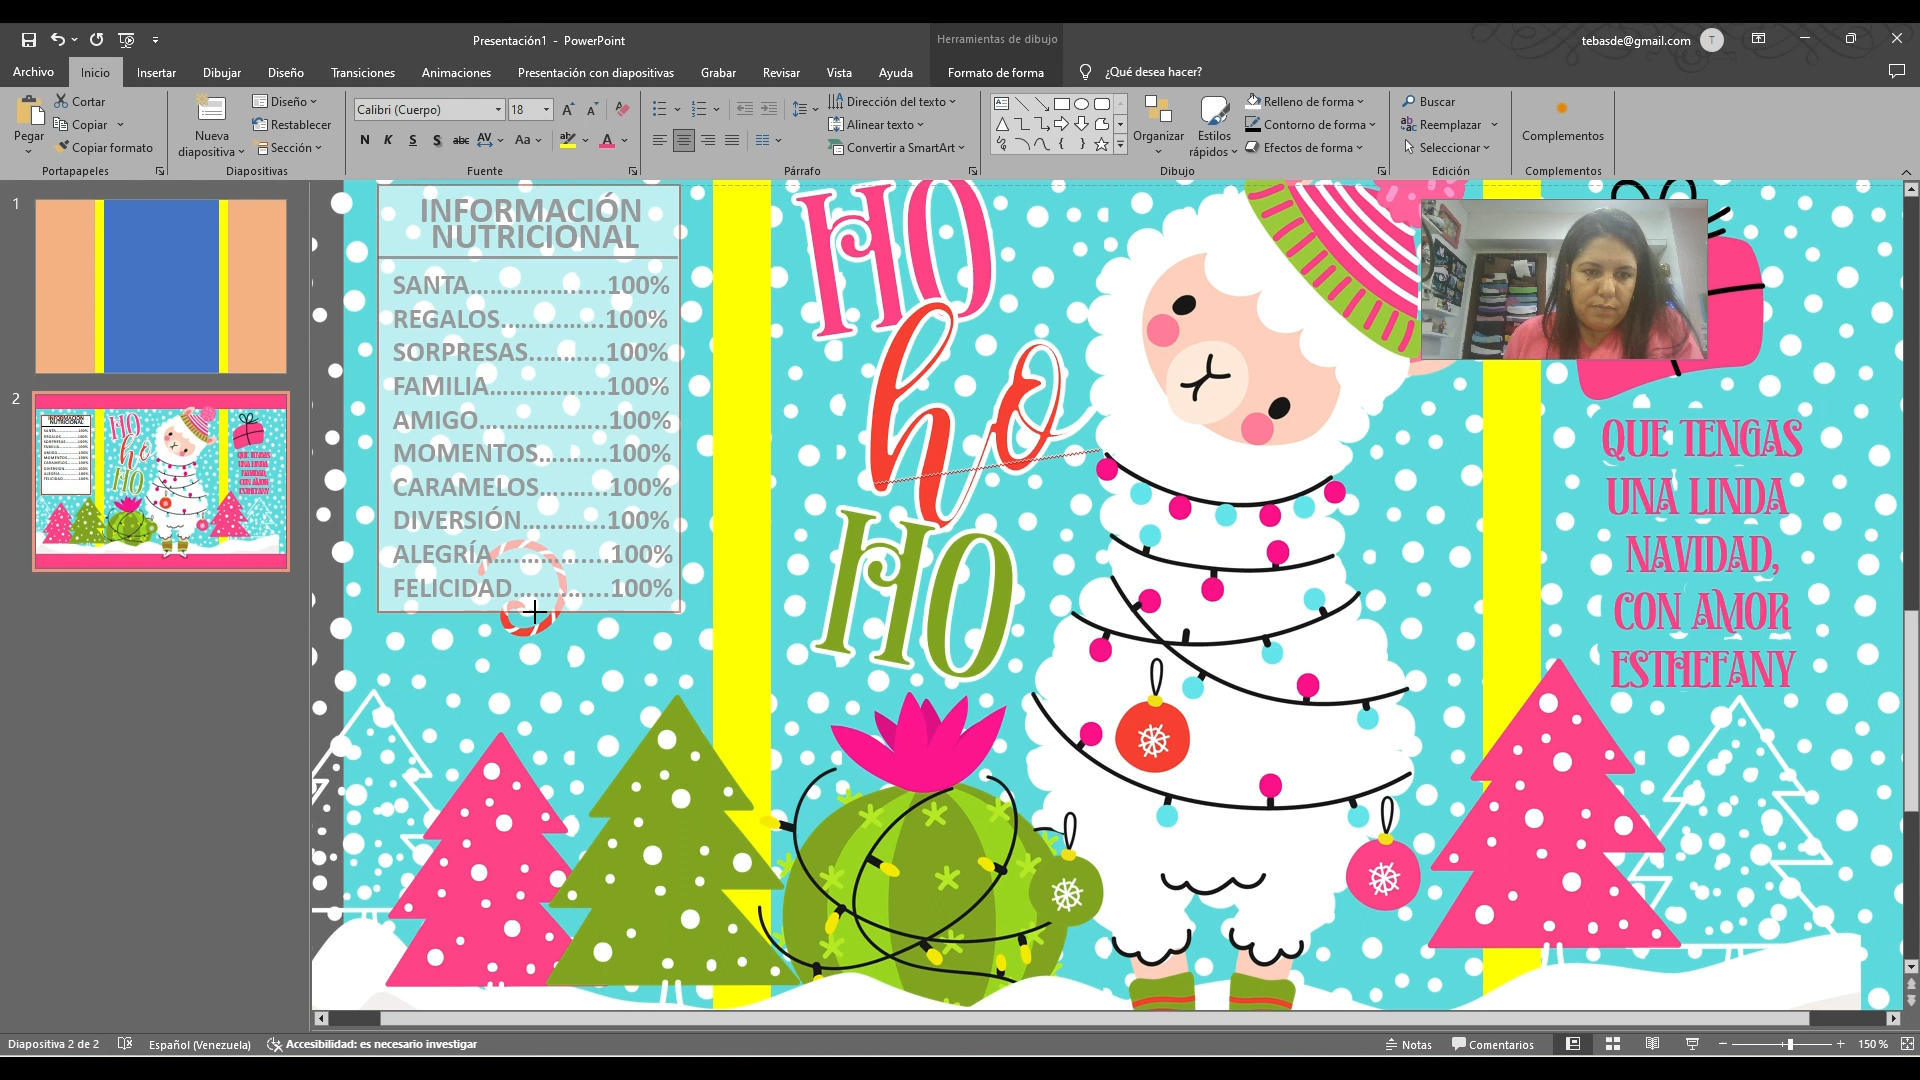 Presentación1 - PowerPoint
Herramientas de dibujo
tebasde@gmail.com
T
Archivo
Inicio
Insertar
Dibujar
Diseño
Transiciones
Animaciones
Presentación con diapositivas
Grabar
Revisar
Vista
Ayuda
Formato de forma
¿Qué desea hacer?
Pegar
Cortar
Copiar
Copiar formato
Portapapeles
Nueva
diapositiva
Diseño
Restablecer
Sección
Diapositivas
Calibri (Cuerpo)
18
N K S S abc AV Aa A
Fuente
Dirección del texto
Alinear texto
Convertir a SmartArt
Párrafo
Organizar
Estilos
rápidos
Relleno de forma
Contorno de forma
Efectos de forma
Dibujo
Buscar
Reemplazar
Seleccionar
Edición
Complementos
Complementos
1
2
INFORMACIÓN
NUTRICIONAL
SANTA.....................100%
REGALOS...............100%
SORPRESAS............100%
FAMILIA..................100%
AMIGO....................100%
MOMENTOS..........100%
CARAMELOS...........100%
DIVERSIÓN.............100%
ALEGRÍA..................100%
FELICIDAD...............100%
HO
ho
HO
QUE TENGAS
UNA LINDA
NAVIDAD,
CON AMOR
ESTHEFANY
Diapositiva 2 de 2
Español (Venezuela)
Accesibilidad: es necesario investigar
Notas
Comentarios
150 %